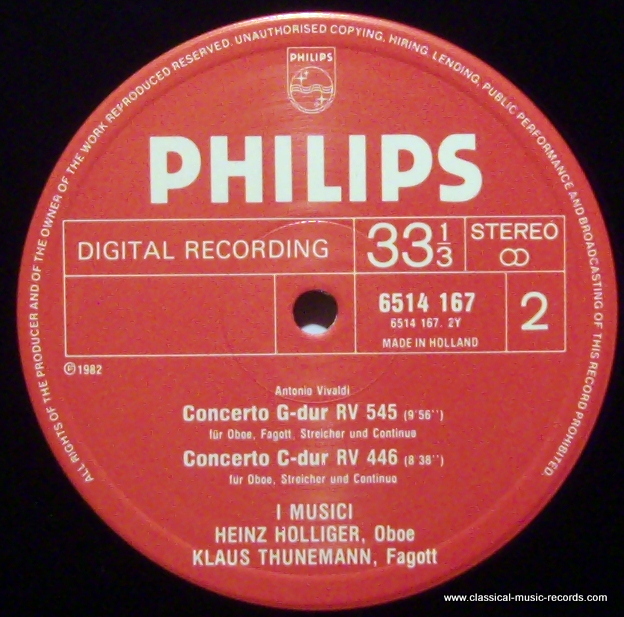 ALL RIGHTS OF THE PRODUCER AND OF THE OWNER OF THE WORK REPRODUCED RESERVED. UNAUTHORISED COPYING, HIRING, LENDING, PUBLIC PERFORMANCE AND BROADCASTING OF THIS RECORD PROHIBITED.
PHILIPS
PHILIPS
DIGITAL RECORDING
33 1/3
STEREO
6514 167
6514 167. 2Y
MADE IN HOLLAND
2
℗ 1982
Antonio Vivaldi
Concerto G-dur RV 545 (9'56'')
für Oboe, Fagott, Streicher und Continuo
Concerto C-dur RV 446 (8'38'')
für Oboe, Streicher und Continuo
I MUSICI
HEINZ HOLLIGER, Oboe
KLAUS THUNEMANN, Fagott
www.classical-music-records.com